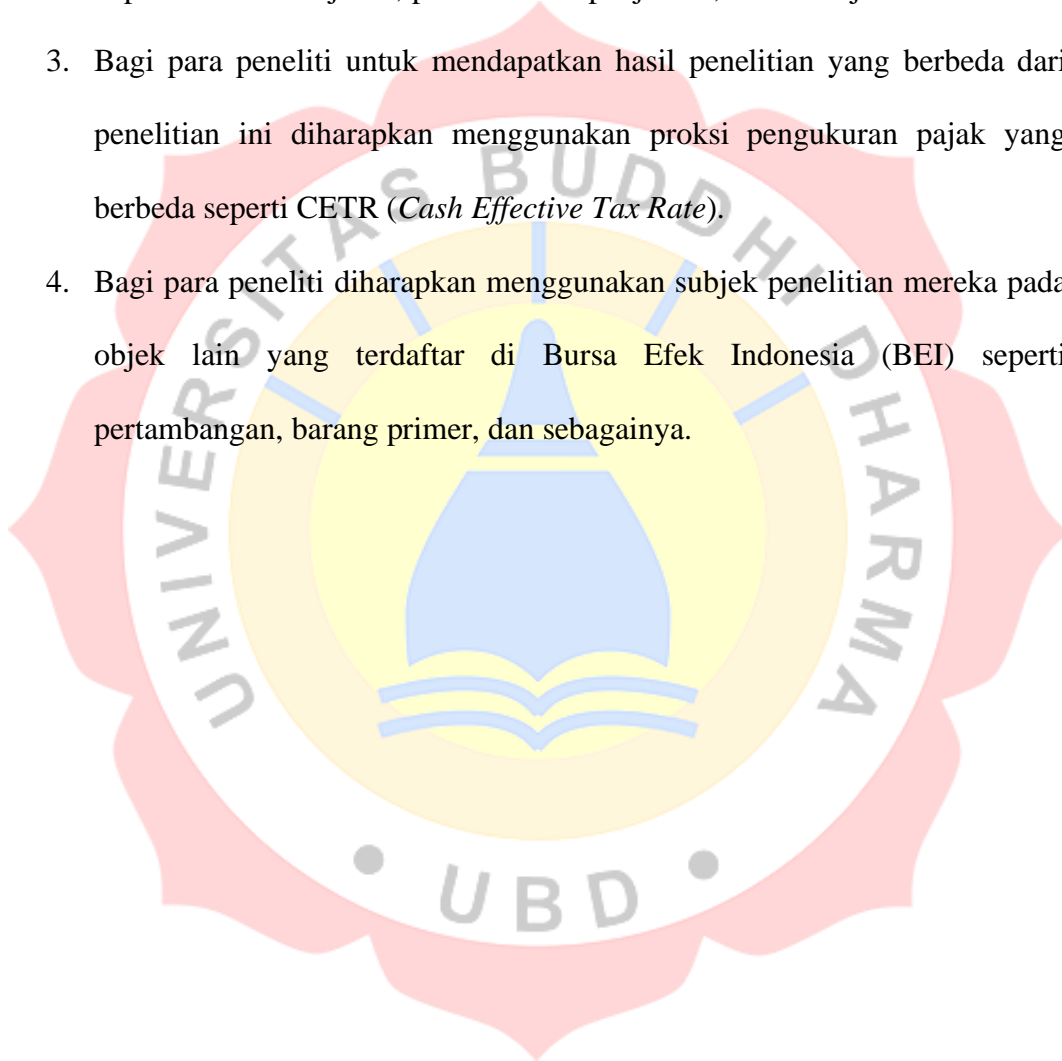 3. Bagi para peneliti untuk mendapatkan hasil penelitian yang berbeda dari
penelitian ini diharapkan menggunakan proksi pengukuran pajak yang
berbeda seperti CETR (Cash Effective Tax Rate).
4. Bagi para peneliti diharapkan menggunakan subjek penelitian mereka pada
objek lain yang terdaftar di Bursa Efek Indonesia (BEI) seperti
pertambangan, barang primer, dan sebagainya.
UNIVERSITAS BUDDHI DHARMA
• UBD •